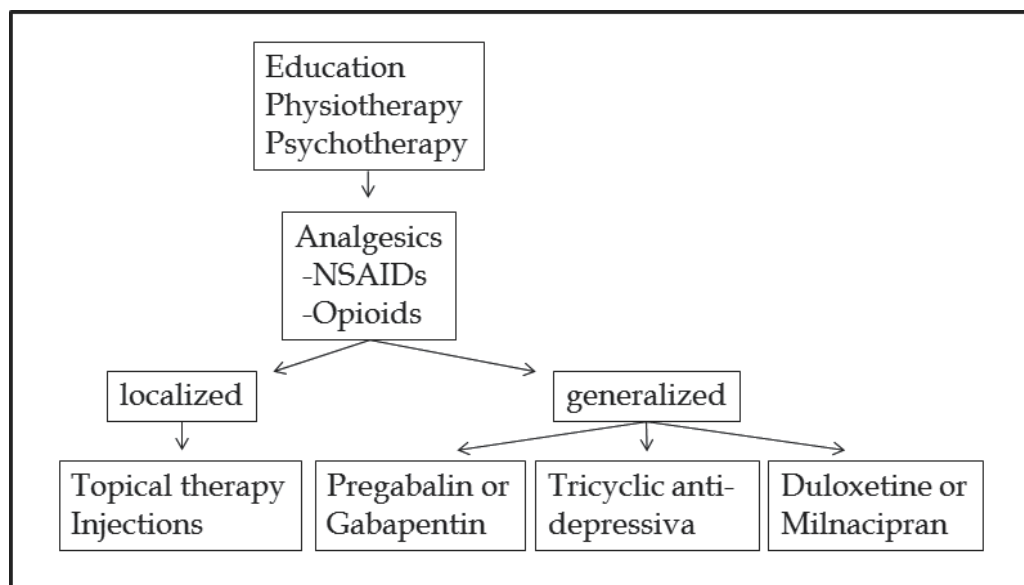 Education
Physiotherapy
Psychotherapy
Analgesics
-NSAIDs
-Opioids
localized
generalized
Topical therapy
Injections
Pregabalin or
Gabapentin
Tricyclic anti-
depressiva
Duloxetine or
Milnacipran